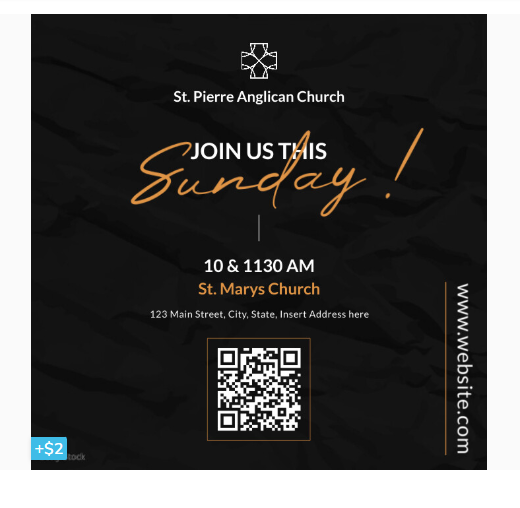 St. Pierre Anglican Church
JOIN US THIS
Sunday!
10 & 1130 AM
St. Marys Church
123 Main Street, City, State, Insert Address here
www.website.com
+$2
tock